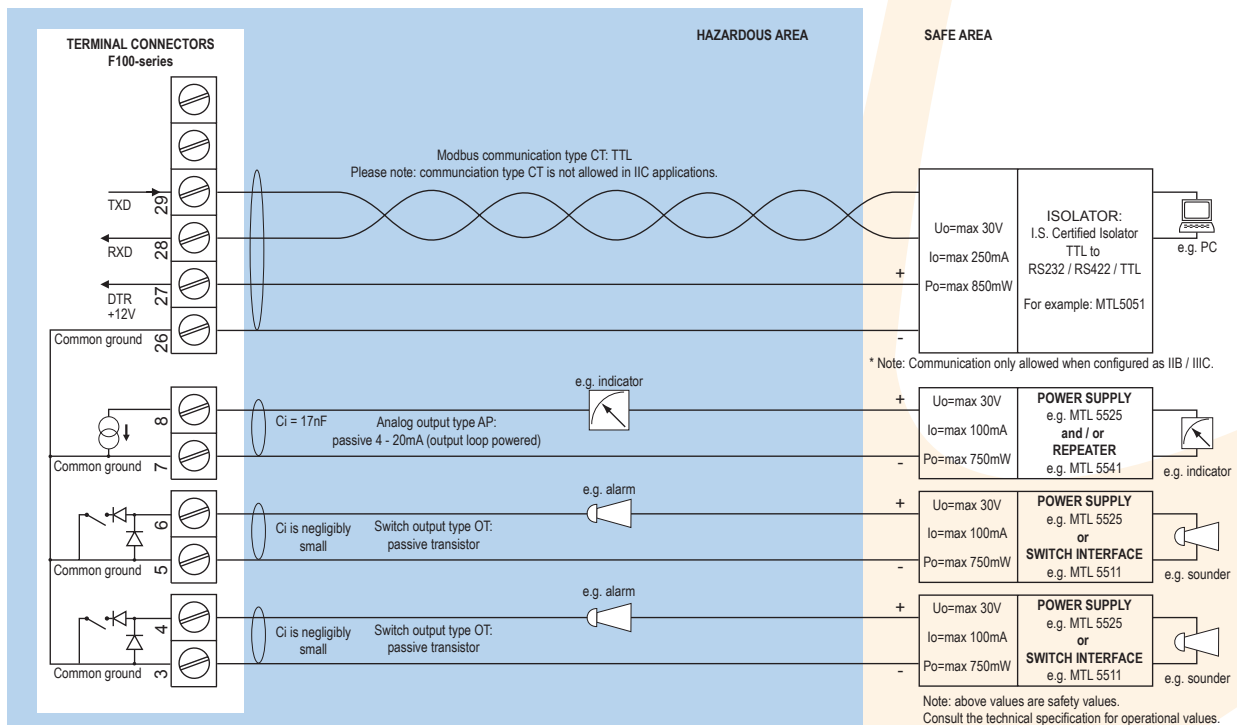 HAZARDOUS AREA
SAFE AREA
TERMINAL CONNECTORS
F100-series
Modbus communication type CT: TTL
Please note: communciation type CT is not allowed in IIC applications.
TXD
29
RXD
28
DTR
+12V
27
Common ground
26
+
-
Uo=max 30V
Io=max 250mA
Po=max 850mW
ISOLATOR:
I.S. Certified Isolator
TTL to
RS232 / RS422 / TTL
For example: MTL5051
e.g. PC
* Note: Communication only allowed when configured as IIB / IIIC.
8
Common ground
7
Ci = 17nF
Analog output type AP:
passive 4 - 20mA (output loop powered)
e.g. indicator
+
-
Uo=max 30V
Io=max 100mA
Po=max 750mW
POWER SUPPLY
e.g. MTL 5525
and / or
REPEATER
e.g. MTL 5541
e.g. indicator
6
Common ground
5
Ci is negligibly
small
Switch output type OT:
passive transistor
e.g. alarm
+
-
Uo=max 30V
Io=max 100mA
Po=max 750mW
POWER SUPPLY
e.g. MTL 5525
or
SWITCH INTERFACE
e.g. MTL 5511
e.g. sounder
4
Common ground
3
Ci is negligibly
small
Switch output type OT:
passive transistor
e.g. alarm
+
-
Uo=max 30V
Io=max 100mA
Po=max 750mW
POWER SUPPLY
e.g. MTL 5525
or
SWITCH INTERFACE
e.g. MTL 5511
e.g. sounder
Note: above values are safety values.
Consult the technical specification for operational values.